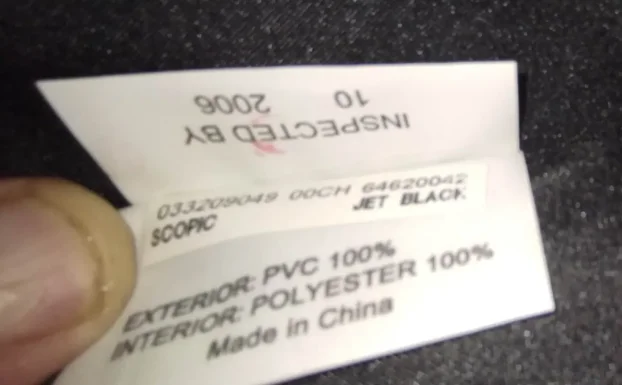 INSPECTED BY
10 2006
033209049 00CH 64620042
SCOPIC JET BLACK
EXTERIOR: PVC 100%
INTERIOR: POLYESTER 100%
Made in China